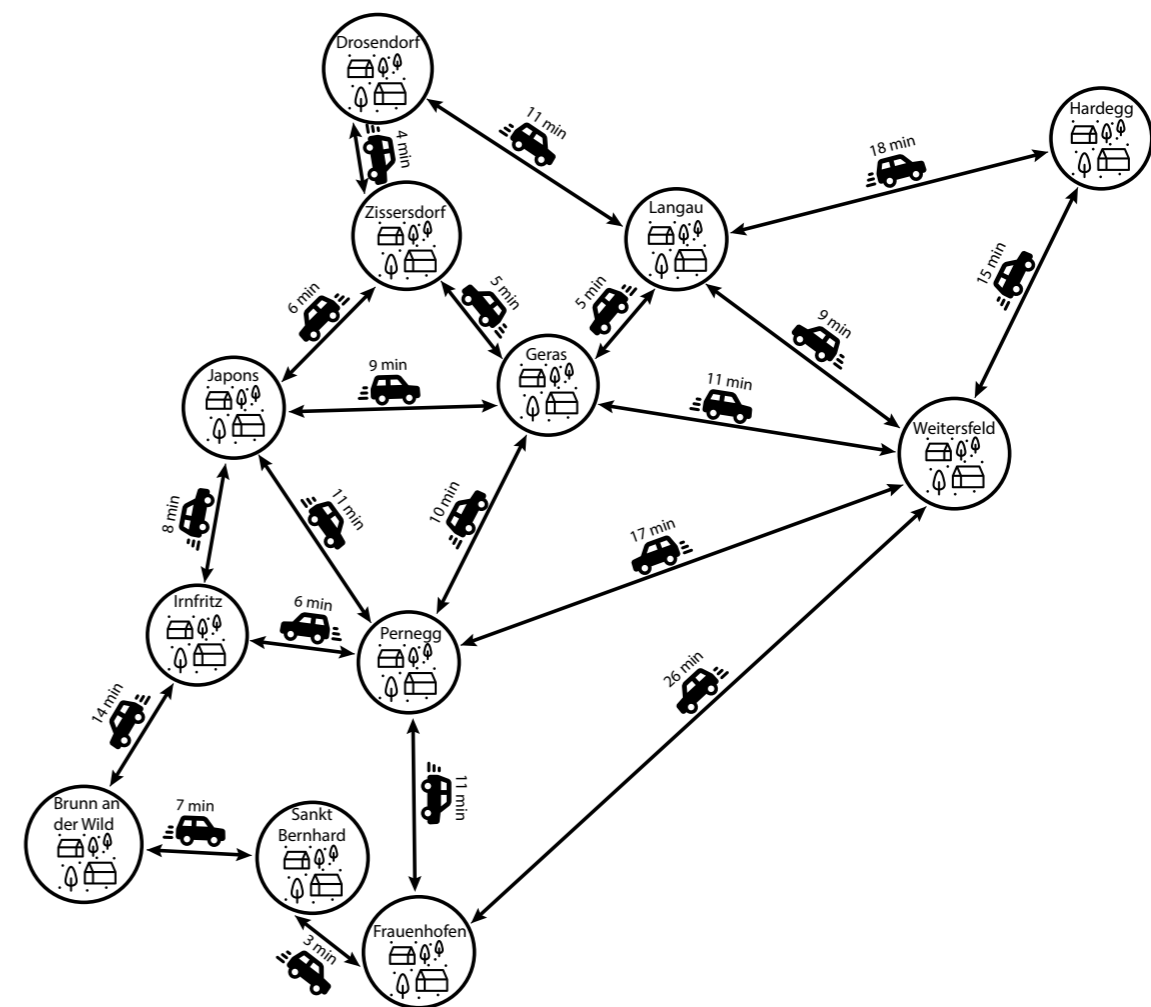 Drosendorf
Hardegg
11 min
4 min
18 min
Zissersdorf
Langau
15 min
6 min
5 min
5 min
9 min
Japons
9 min
Geras
11 min
Weitersfeld
8 min
11 min
10 min
17 min
Irnfritz
6 min
Pernegg
26 min
14 min
11 min
Brunn an
der Wild
7 min
Sankt
Bernhard
3 min
Frauenhofen